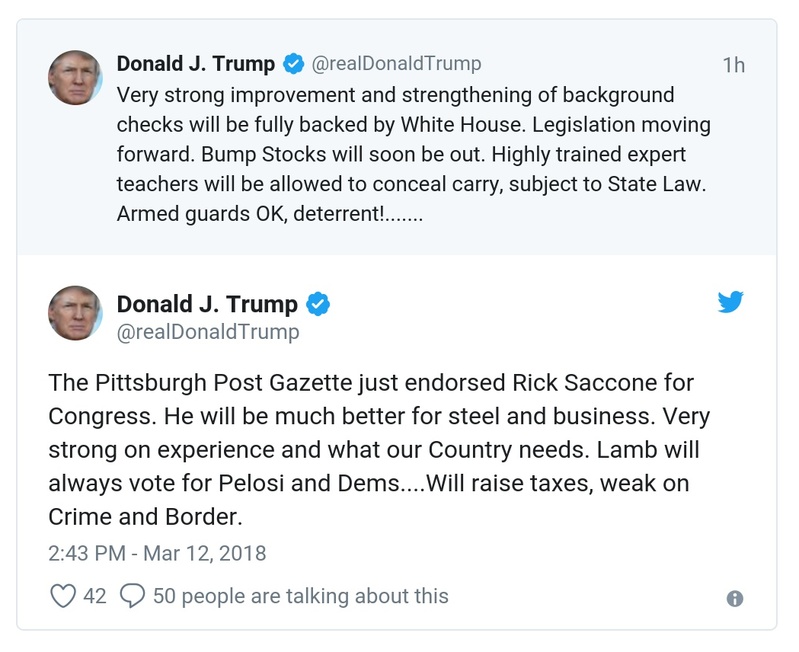 Donald J. Trump @realDonaldTrump 1h
Very strong improvement and strengthening of background
checks will be fully backed by White House. Legislation moving
forward. Bump Stocks will soon be out. Highly trained expert
teachers will be allowed to conceal carry, subject to State Law.
Armed guards OK, deterrent!.......
Donald J. Trump
@realDonaldTrump
The Pittsburgh Post Gazette just endorsed Rick Saccone for
Congress. He will be much better for steel and business. Very
strong on experience and what our Country needs. Lamb will
always vote for Pelosi and Dems....Will raise taxes, weak on
Crime and Border.
2:43 PM - Mar 12, 2018
42 50 people are talking about this